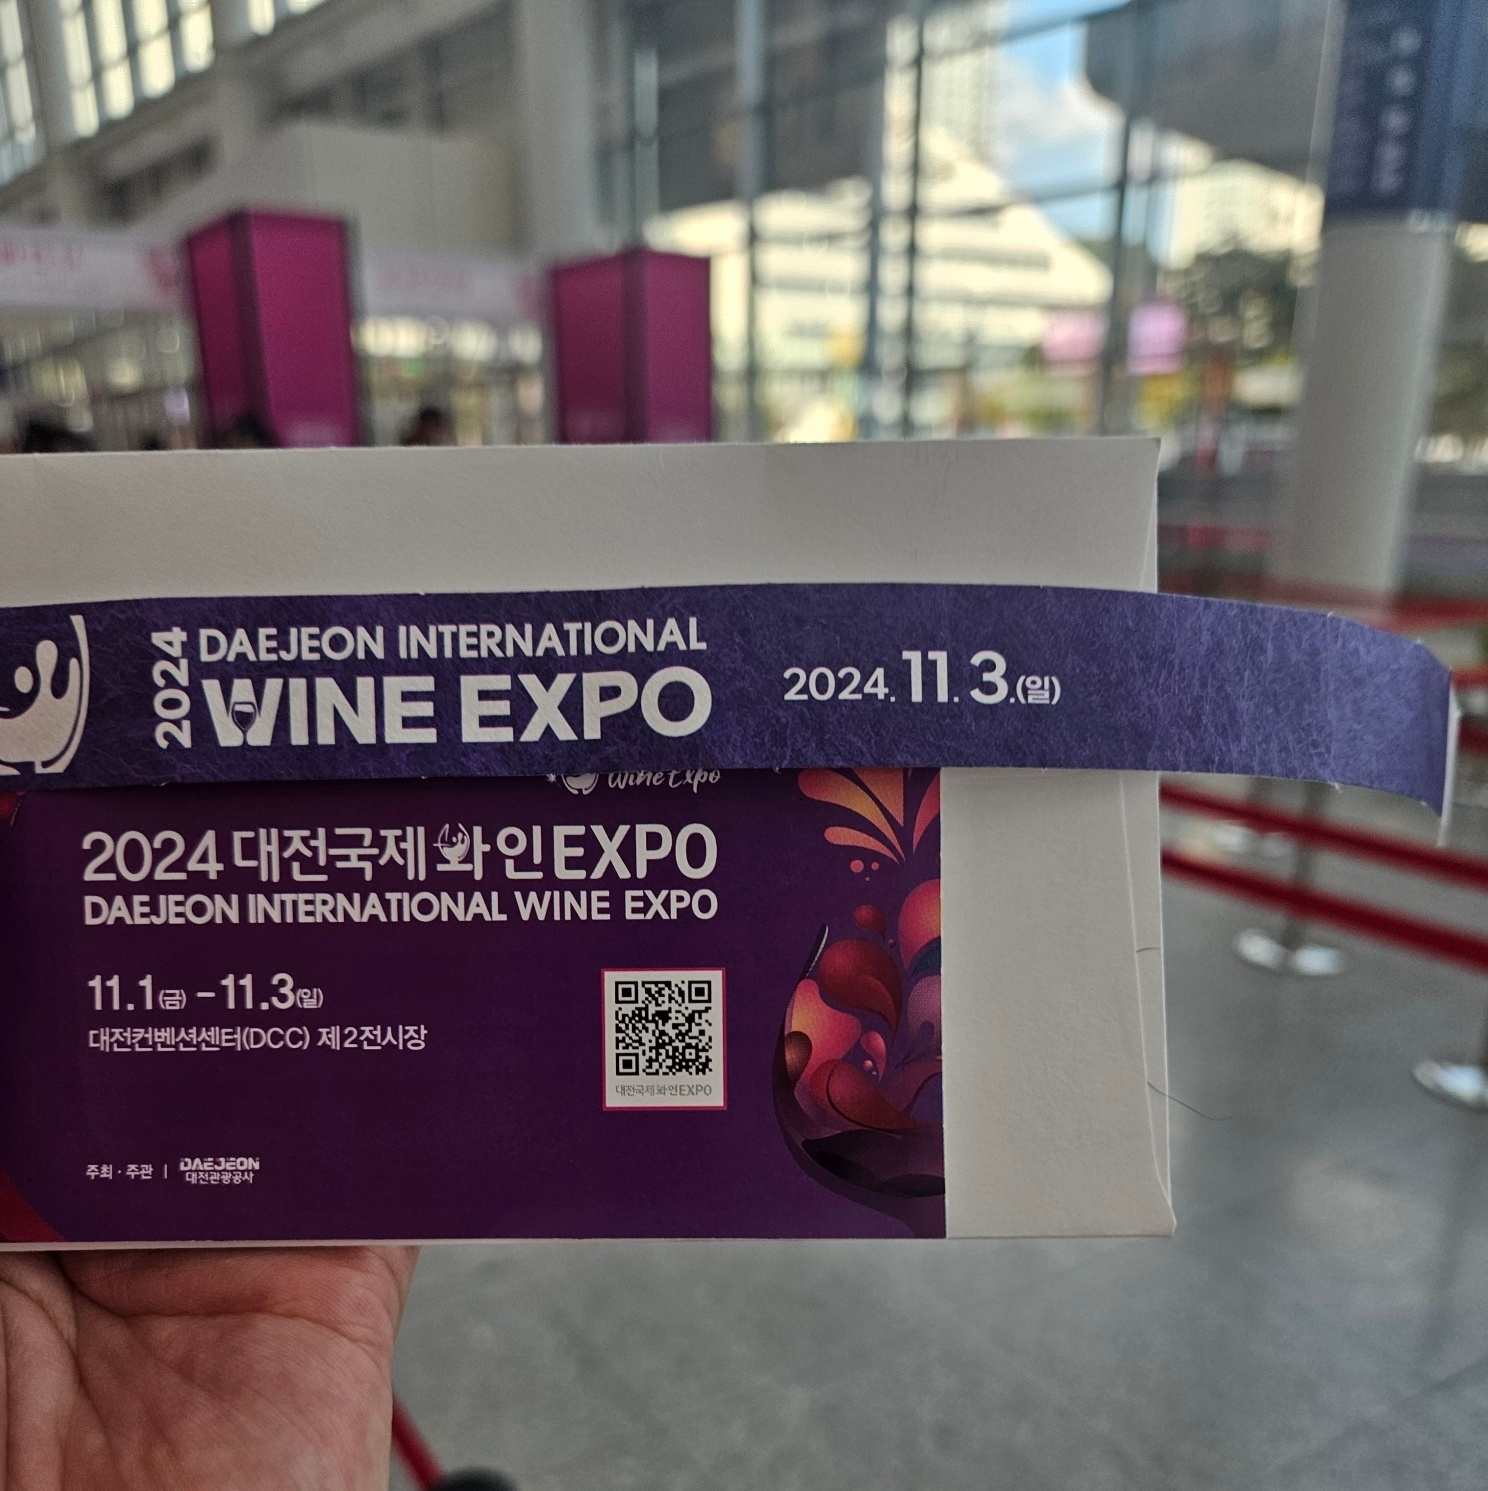 2024
DAEJEON INTERNATIONAL
WINE EXPO
2024. 11. 3.(일)
Wine Expo
2024 대전국제 와인EXPO
DAEJEON INTERNATIONAL WINE EXPO
11.1(금) - 11.3(일)
대전컨벤션센터(DCC) 제2전시장
대전국제 와인EXPO
주최 · 주관 | DAEJEON
대전관광공사